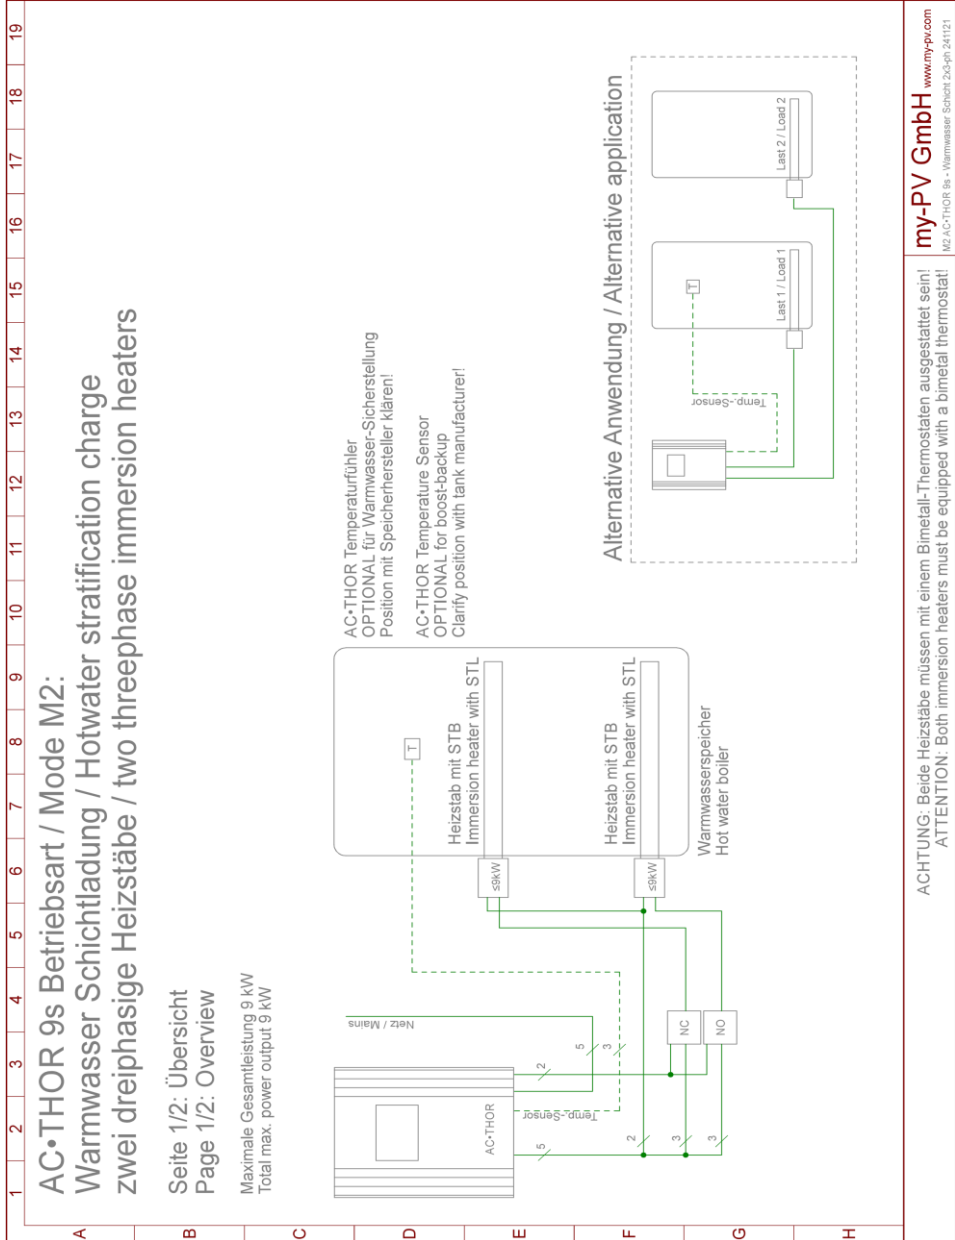 1 2 3 4 5 6 7 8 9 10 11 12 13 14 15 16 17 18 19
A
B
C
D
E
F
G
H
AC•THOR 9s Betriebsart / Mode M2:
Warmwasser Schichtladung / Hotwater stratification charge
zwei dreiphasige Heizstäbe / two threephase immersion heaters
Seite 1/2: Übersicht
Page 1/2: Overview
Maximale Gesamtleistung 9 kW
Total max. power output 9 kW
Netz / Mains
AC•THOR
Temp.-Sensor
5
2
5
3
2
3
3
NC
NO
≤9kW
≤9kW
T
Heizstab mit STB
Immersion heater with STL
Heizstab mit STB
Immersion heater with STL
Warmwasserspeicher
Hot water boiler
AC•THOR Temperaturfühler
OPTIONAL für Warmwasser-Sicherstellung
Position mit Speicherhersteller klären!
AC•THOR Temperature Sensor
OPTIONAL for boost-backup
Clarify position with tank manufacturer!
Alternative Anwendung / Alternative application
Temp.-Sensor
T
Last 1 / Load 1
Last 2 / Load 2
ACHTUNG: Beide Heizstäbe müssen mit einem Bimetall-Thermostaten ausgestattet sein!
ATTENTION: Both immersion heaters must be equipped with a bimetal thermostat!
my-PV GmbH www.my-pv.com
M2 AC•THOR 9s - Warmwasser Schicht 2x3-ph 241121